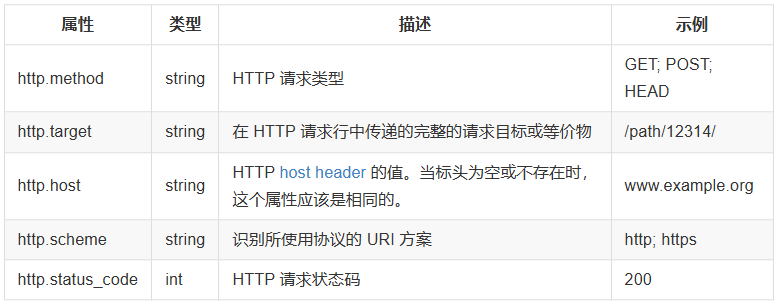 属性 类型 描述 示例
http.method string HTTP 请求类型 GET; POST;
HEAD
http.target string 在 HTTP 请求行中传递的完整的请求目标或等价物 /path/12314/
http.host string HTTP host header 的值。当标头为空或不存在时，
这个属性应该是相同的。 www.example.org
http.scheme string 识别所使用协议的 URI 方案 http; https
http.status_code int HTTP 请求状态码 200